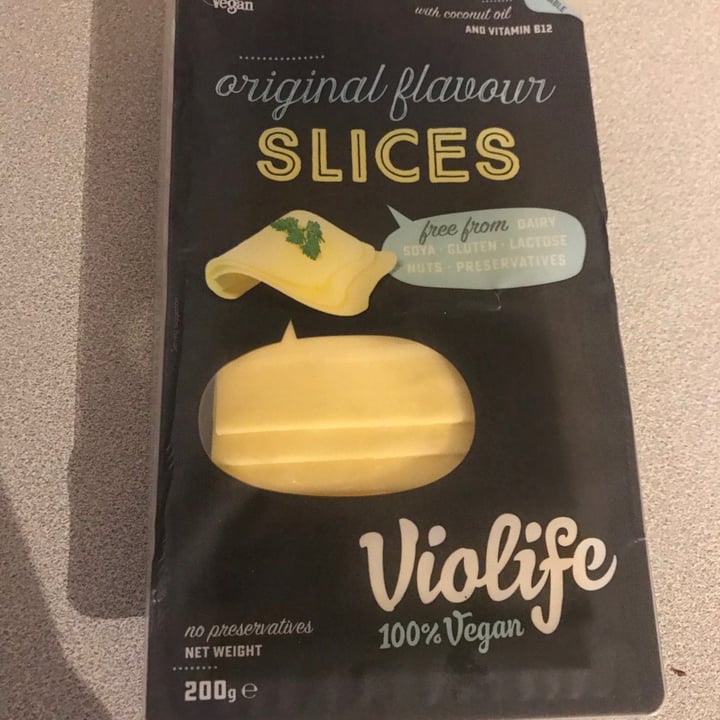 Vegan
with coconut oil
AND VITAMIN B12
original flavour
SLICES
free from DAIRY
SOYA · GLUTEN · LACTOSE
NUTS · PRESERVATIVES
Violife
100% Vegan
no preservatives
NET WEIGHT
200g e